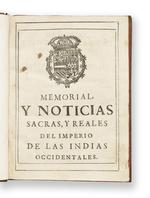 MEMORIAL,
Y NOTICIAS
SACRAS, Y REALES
DEL IMPERIO
DE LAS INDIAS
OCCIDENTALES.